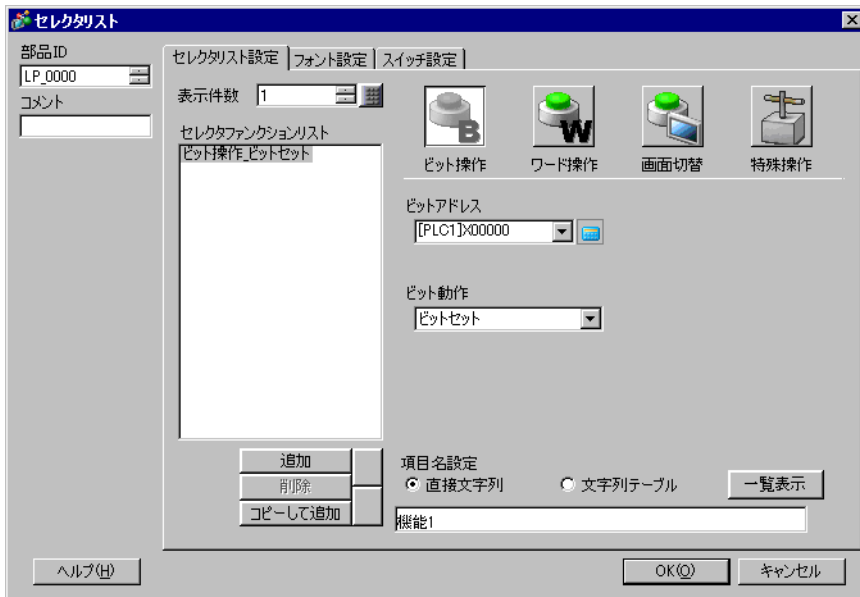 セレクタリスト
部品ID
LP_0000
コメント
セレクタリスト設定 フォント設定 スイッチ設定
表示件数 1
セレクタファンクションリスト
ビット操作_ビットセット
B W
ビット操作 ワード操作 画面切替 特殊操作
ビットアドレス
[PLC1]X00000
ビット動作
ビットセット
追加
削除
コピーして追加
項目名設定
直接文字列 文字列テーブル 一覧表示
機能1
ヘルプ(H) OK(O) キャンセル